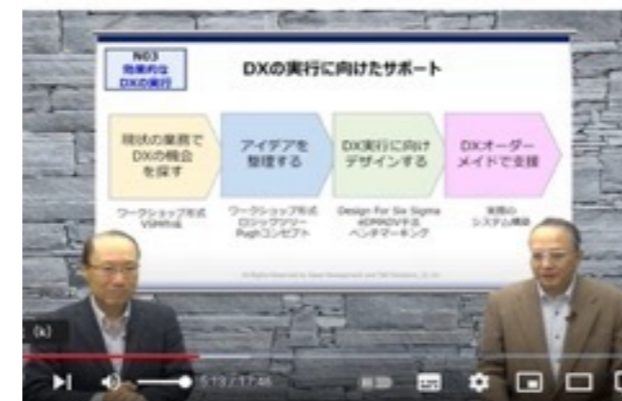 N03
効果的な
DXの実行
DXの実行に向けたサポート
現状の業務で
DXの機会
を探す
アイデアを
整理する
DX実行に向け
デザインする
DXオーダー
メイドで支援
ワークショップ形式
VSM作成
ワークショップ形式
ロジックツリー
Pughコンセプト
Design For Six Sigma
ベンチマーキング
実際の
システム構築
(k)
5:19 / 17:46